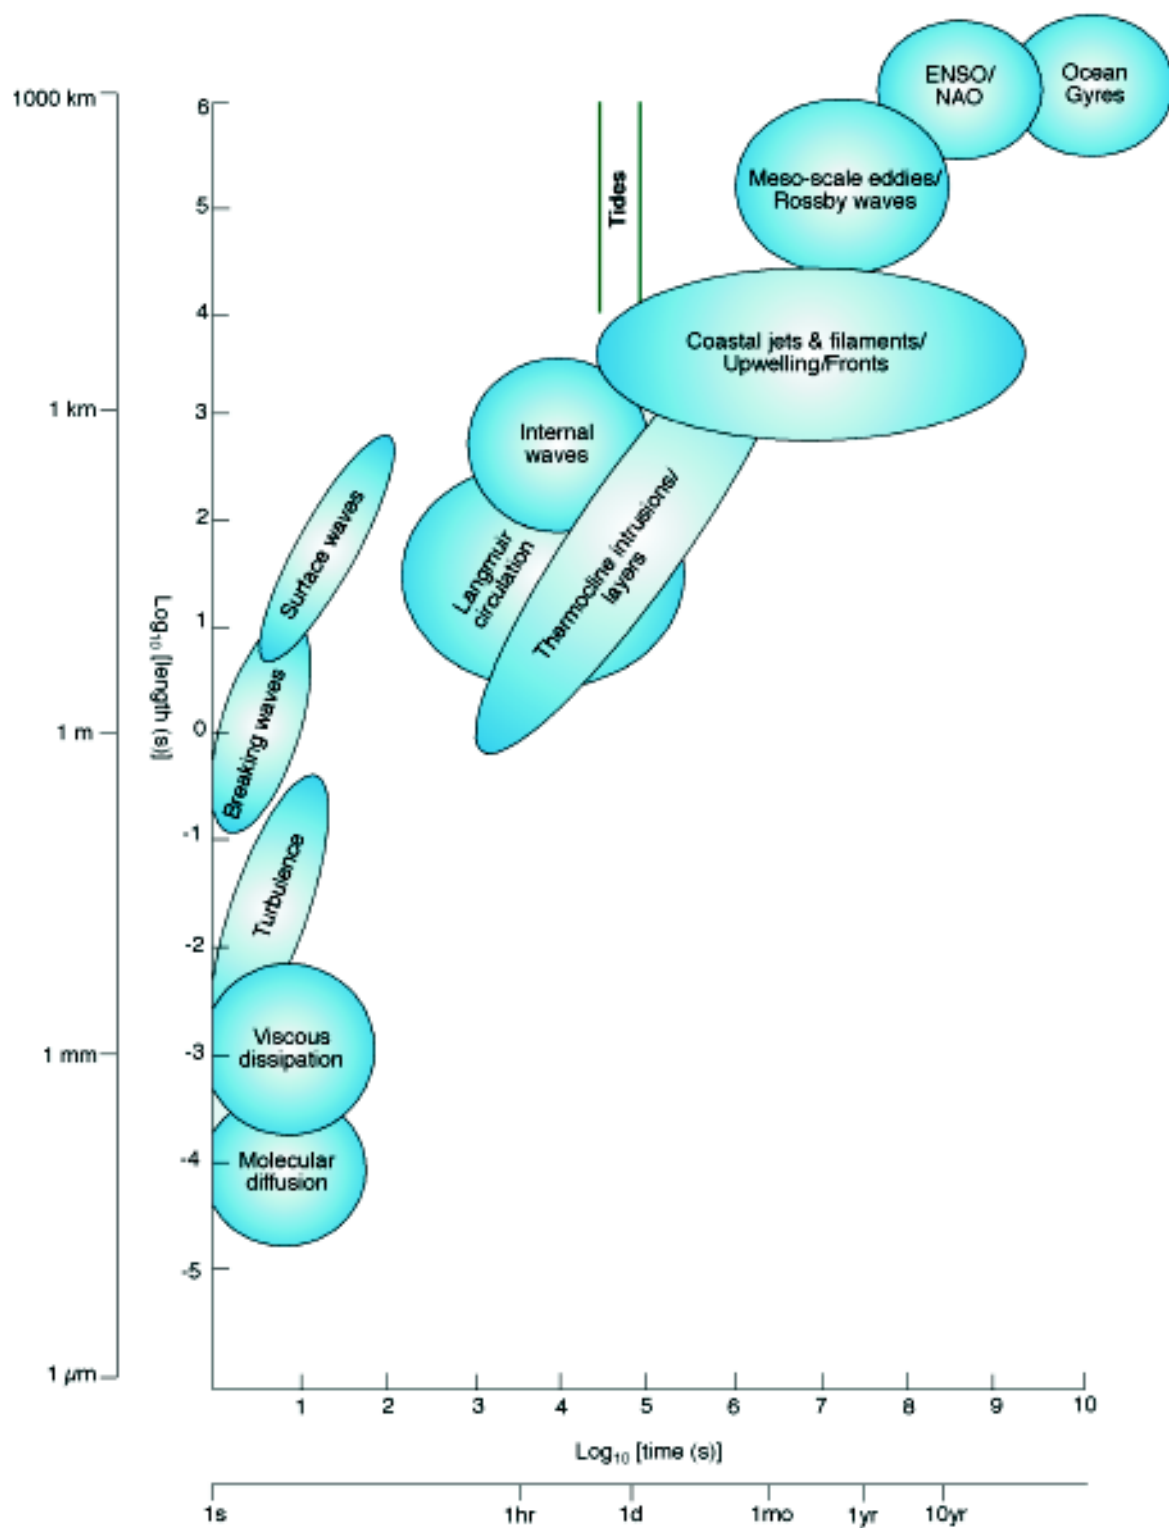 ENSO/
NAO
Ocean
Gyres
1000 km
6
Meso-scale eddies/
Rossby waves
Tides
5
4
Coastal jets & filaments/
Upwelling/Fronts
1 km
3
Internal
waves
2
Surface waves
Langmuir
circulation
Thermocline intrusions/
layers
1
Log₁₀ [length (s)]
Breaking waves
1 m
0
-1
Turbulence
-2
Viscous
dissipation
1 mm
-3
Molecular
diffusion
-4
-5
1 μm
1 2 3 4 5 6 7 8 9 10
Log₁₀ [time (s)]
1s 1hr 1d 1mo 1yr 10yr